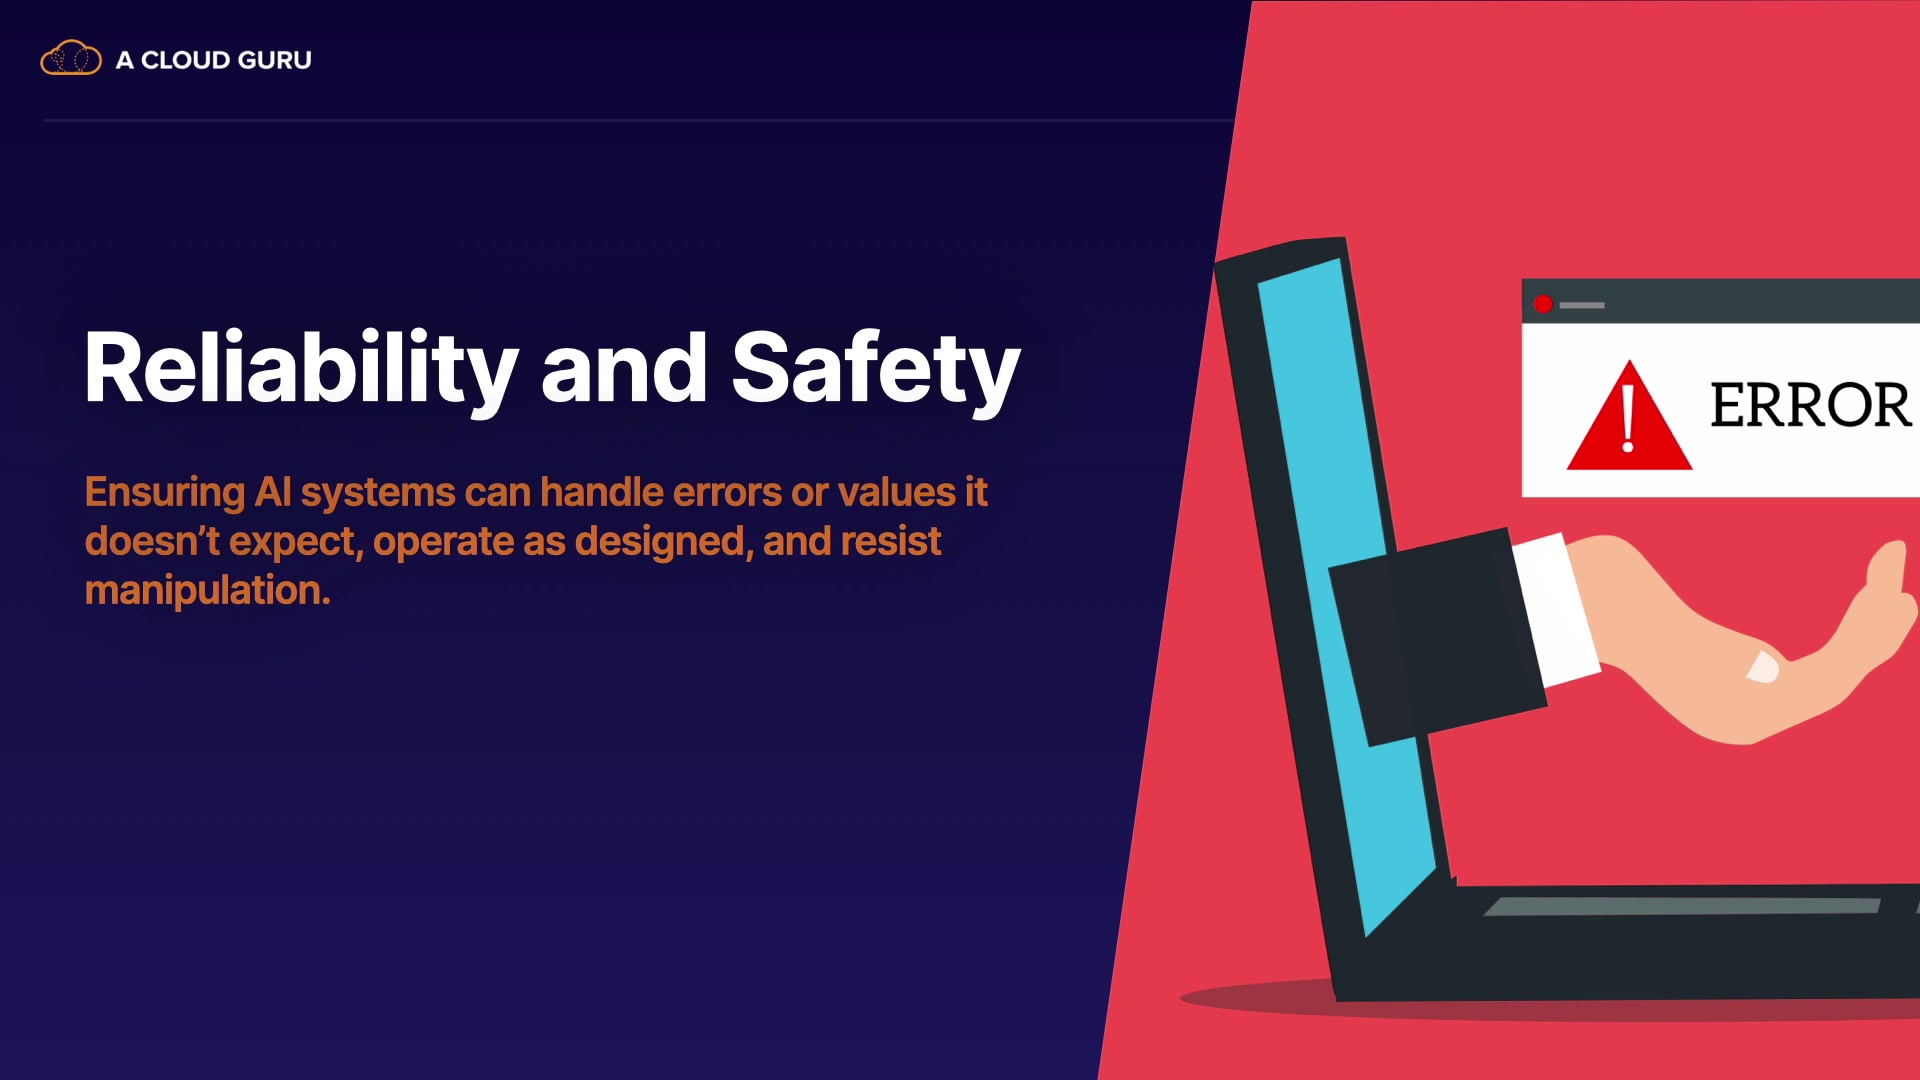 A CLOUD GURU
Reliability and Safety
Ensuring AI systems can handle errors or values it
doesn’t expect, operate as designed, and resist
manipulation.
ERROR